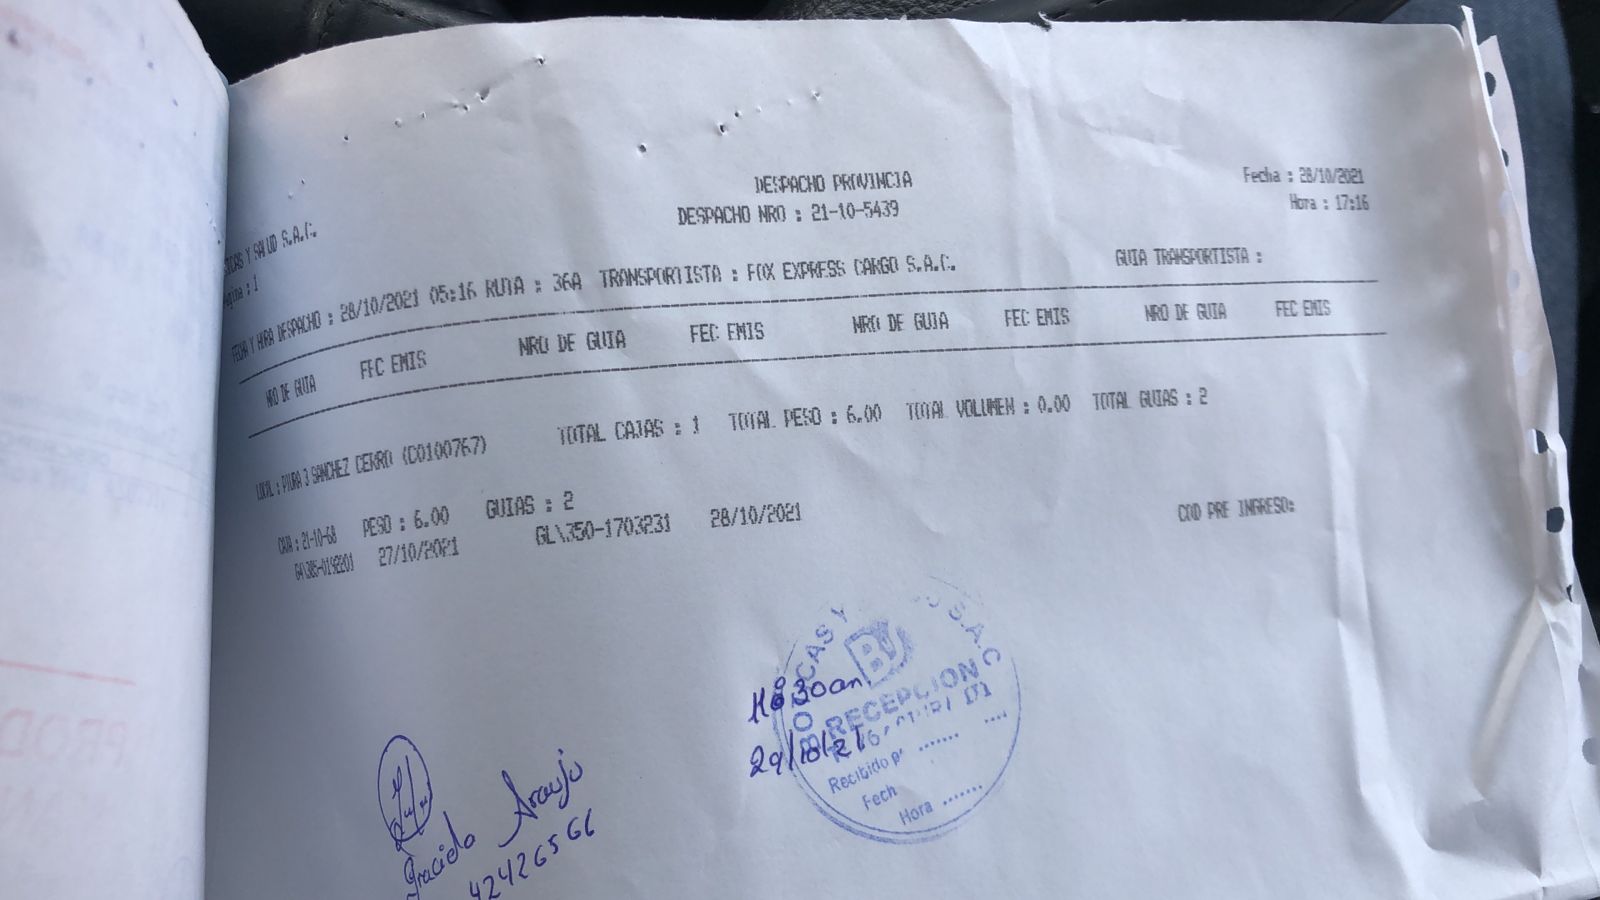 DESPACHO PROVINCIA
Fecha : 28/10/2021
DESPACHO NRO : 21-10-5439
Hora : 17:16
Y SALUD S.A.C.
: 1
FECHA Y HORA DESPACHO : 28/10/2021 05:16 RUTA : 36A TRANSPORTISTA : FOX EXPRESS CARGO S.A.C. GUIA TRANSPORTISTA :
NRO DE GUIA FEC EMIS NRO DE GUIA FEC EMIS NRO DE GUIA FEC EMIS NRO DE GUIA FEC EMIS
LOCAL : PIURA 3 SANCHEZ CERRO (CO100767) TOTAL CAJAS : 1 TOTAL PESO : 6.00 TOTAL VOLUMEN : 0.00 TOTAL GUIAS : 2
CAJA : 21-10-68 PESO : 6.00 GUIAS : 2 COD PRE INGRESO:
27/10/2021 GL\350-1703231 28/10/2021
S.A.C
RECEPCION
Recibido
Fech
Hora
29/10/21
Araujo
42426566